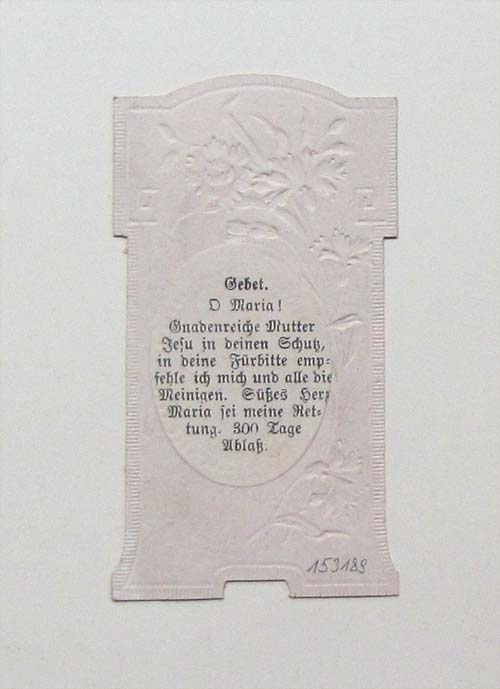 Gebet.
O Maria!
Gnadenreiche Mutter
Jesu in deinen Schutz,
in deine Fürbitte emp=
fehle ich mich und alle die
Meinigen. Süßes Herz
Maria sei meine Ret=
tung. 300 Tage
Ablaß.
153189